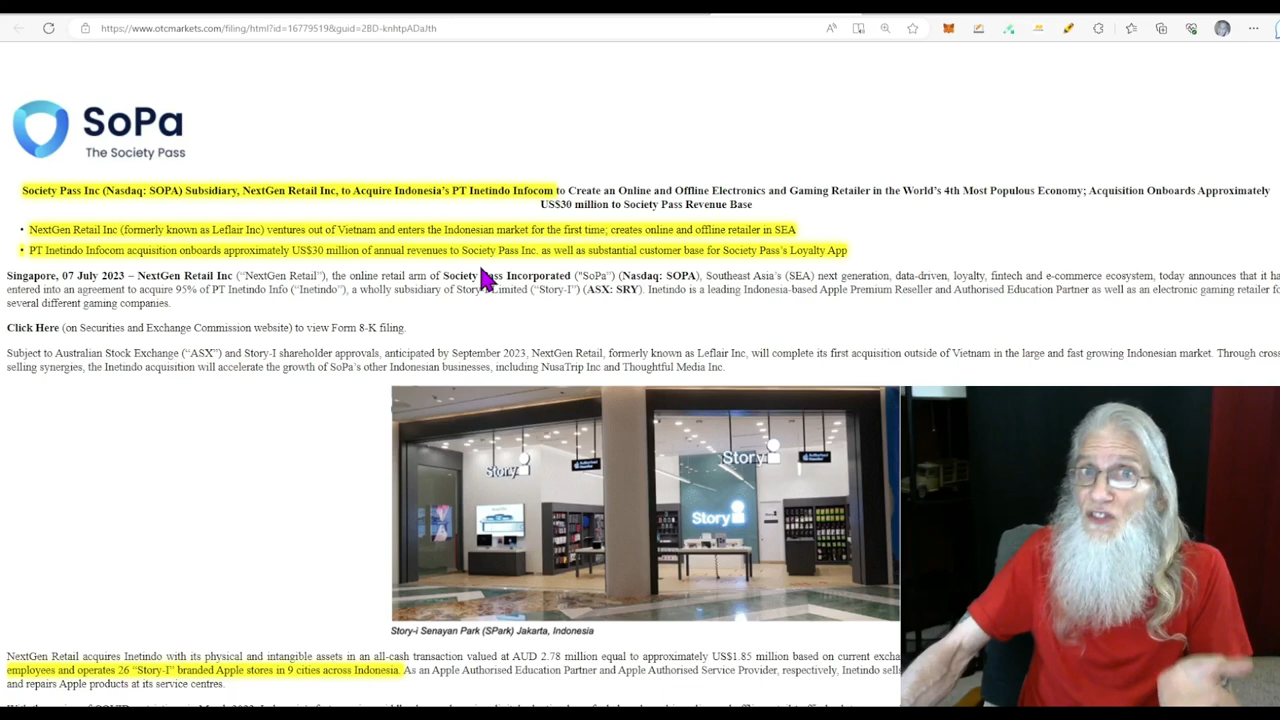 https://www.otcmarkets.com/filing/html?id=16779519&guid=2BD-knhtpADaJth
SoPa
The Society Pass
Society Pass Inc (Nasdaq: SOPA) Subsidiary, NextGen Retail Inc, to Acquire Indonesia's PT Inetindo Infocom to Create an Online and Offline Electronics and Gaming Retailer in the World's 4th Most Populous Economy; Acquisition Onboards Approximately
US$30 million to Society Pass Revenue Base
• NextGen Retail Inc (formerly known as Leflair Inc) ventures out of Vietnam and enters the Indonesian market for the first time; creates online and offline retailer in SEA
• PT Inetindo Infocom acquisition onboards approximately US$30 million of annual revenues to Society Pass Inc. as well as substantial customer base for Society Pass's Loyalty App
Singapore, 07 July 2023 – NextGen Retail Inc ("NextGen Retail"), the online retail arm of Society Pass Incorporated ("SoPa") (Nasdaq: SOPA), Southeast Asia's (SEA) next generation, data-driven, loyalty, fintech and e-commerce ecosystem, today announces that it ha
entered into an agreement to acquire 95% of PT Inetindo Info ("Inetindo"), a wholly subsidiary of Story-I Limited ("Story-I") (ASX: SRY). Inetindo is a leading Indonesia-based Apple Premium Reseller and Authorised Education Partner as well as an electronic gaming retailer fo
several different gaming companies.
Click Here (on Securities and Exchange Commission website) to view Form 8-K filing.
Subject to Australian Stock Exchange ("ASX") and Story-I shareholder approvals, anticipated by September 2023, NextGen Retail, formerly known as Leflair Inc, will complete its first acquisition outside of Vietnam in the large and fast growing Indonesian market. Through cross
selling synergies, the Inetindo acquisition will accelerate the growth of SoPa's other Indonesian businesses, including NusaTrip Inc and Thoughtful Media Inc.
Story i
Story i
Story i
Story-i Senayan Park (SPark) Jakarta, Indonesia
NextGen Retail acquires Inetindo with its physical and intangible assets in an all-cash transaction valued at AUD 2.78 million equal to approximately US$1.85 million based on current excha
employees and operates 26 "Story-I" branded Apple stores in 9 cities across Indonesia. As an Apple Authorised Education Partner and Apple Authorised Service Provider, respectively, Inetindo sell
and repairs Apple products at its service centres.